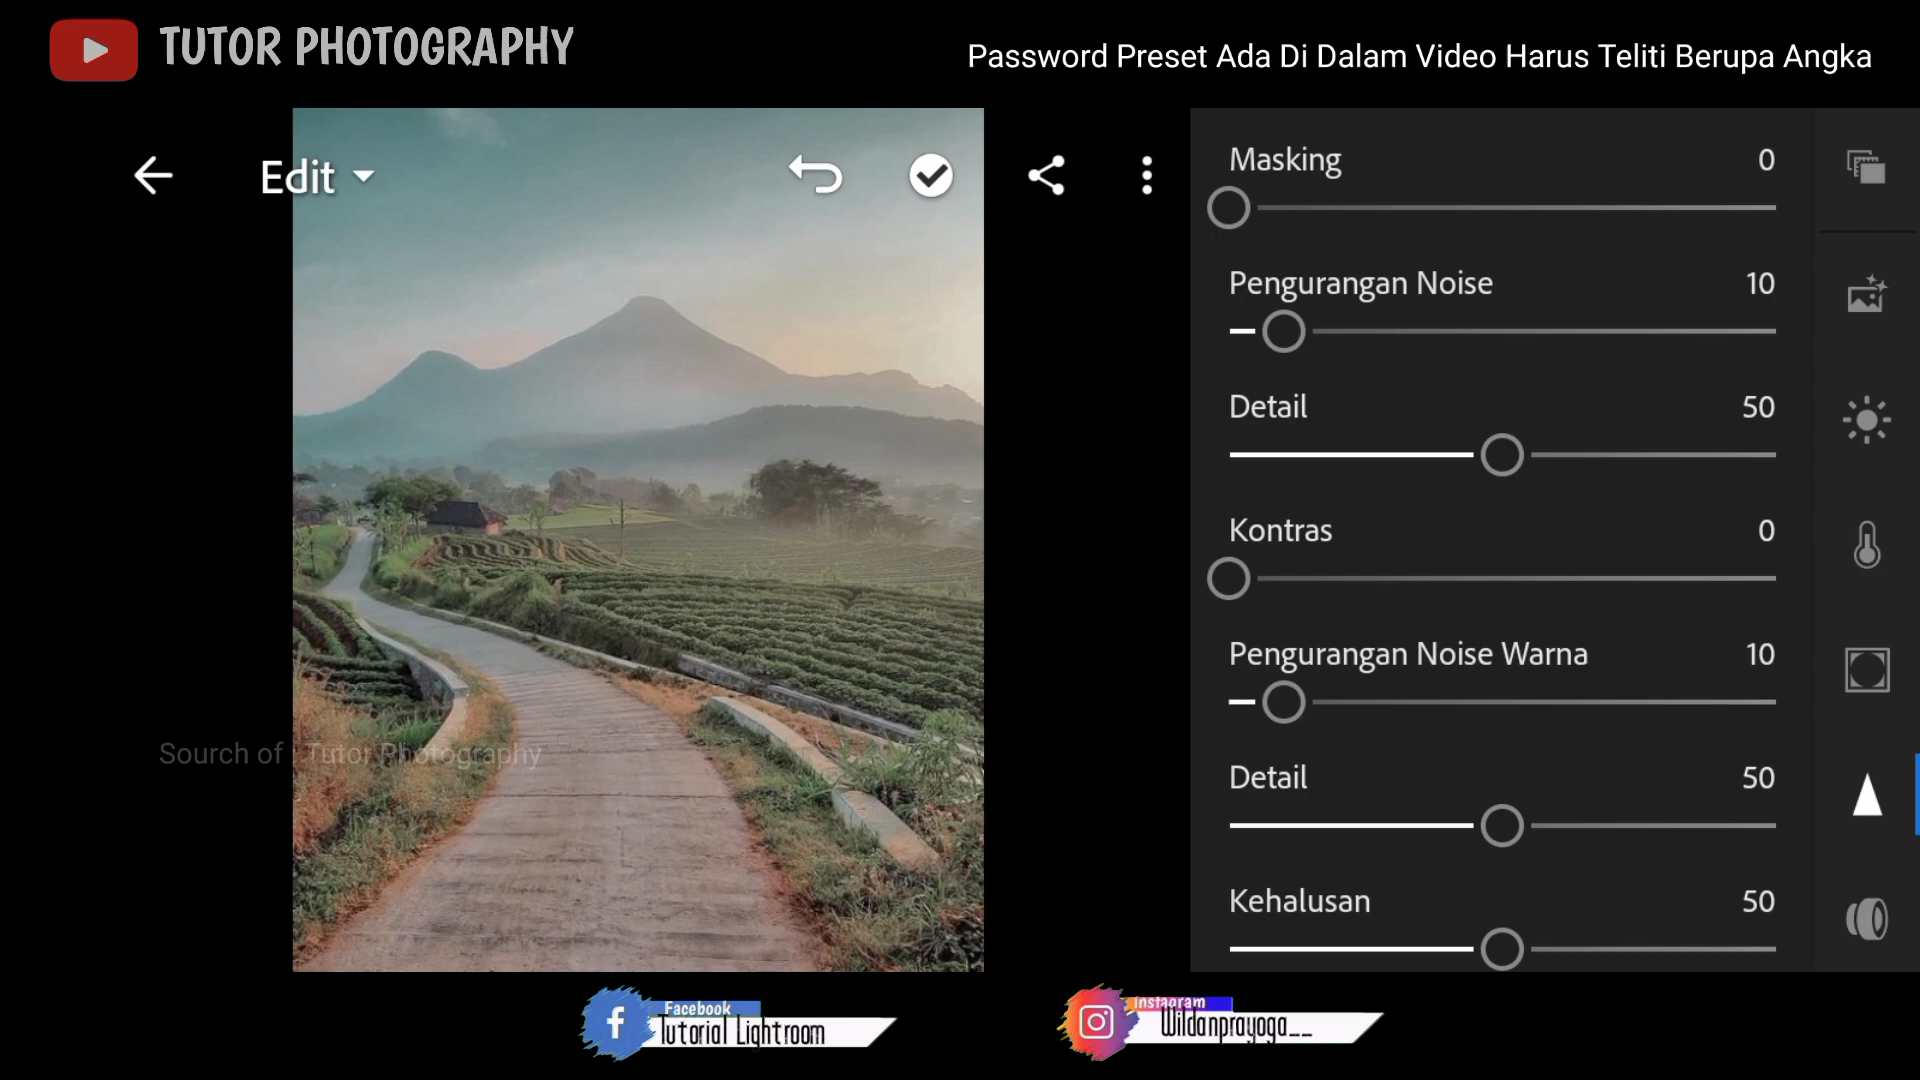 TUTOR PHOTOGRAPHY
Password Preset Ada Di Dalam Video Harus Teliti Berupa Angka
Edit
Masking 0
Pengurangan Noise 10
Detail 50
Kontras 0
Pengurangan Noise Warna 10
Detail 50
Kehalusan 50
Sourch of : Tutor Photography
Facebook
Tutorial Lightroom
Instagram
Wildanprayoga__